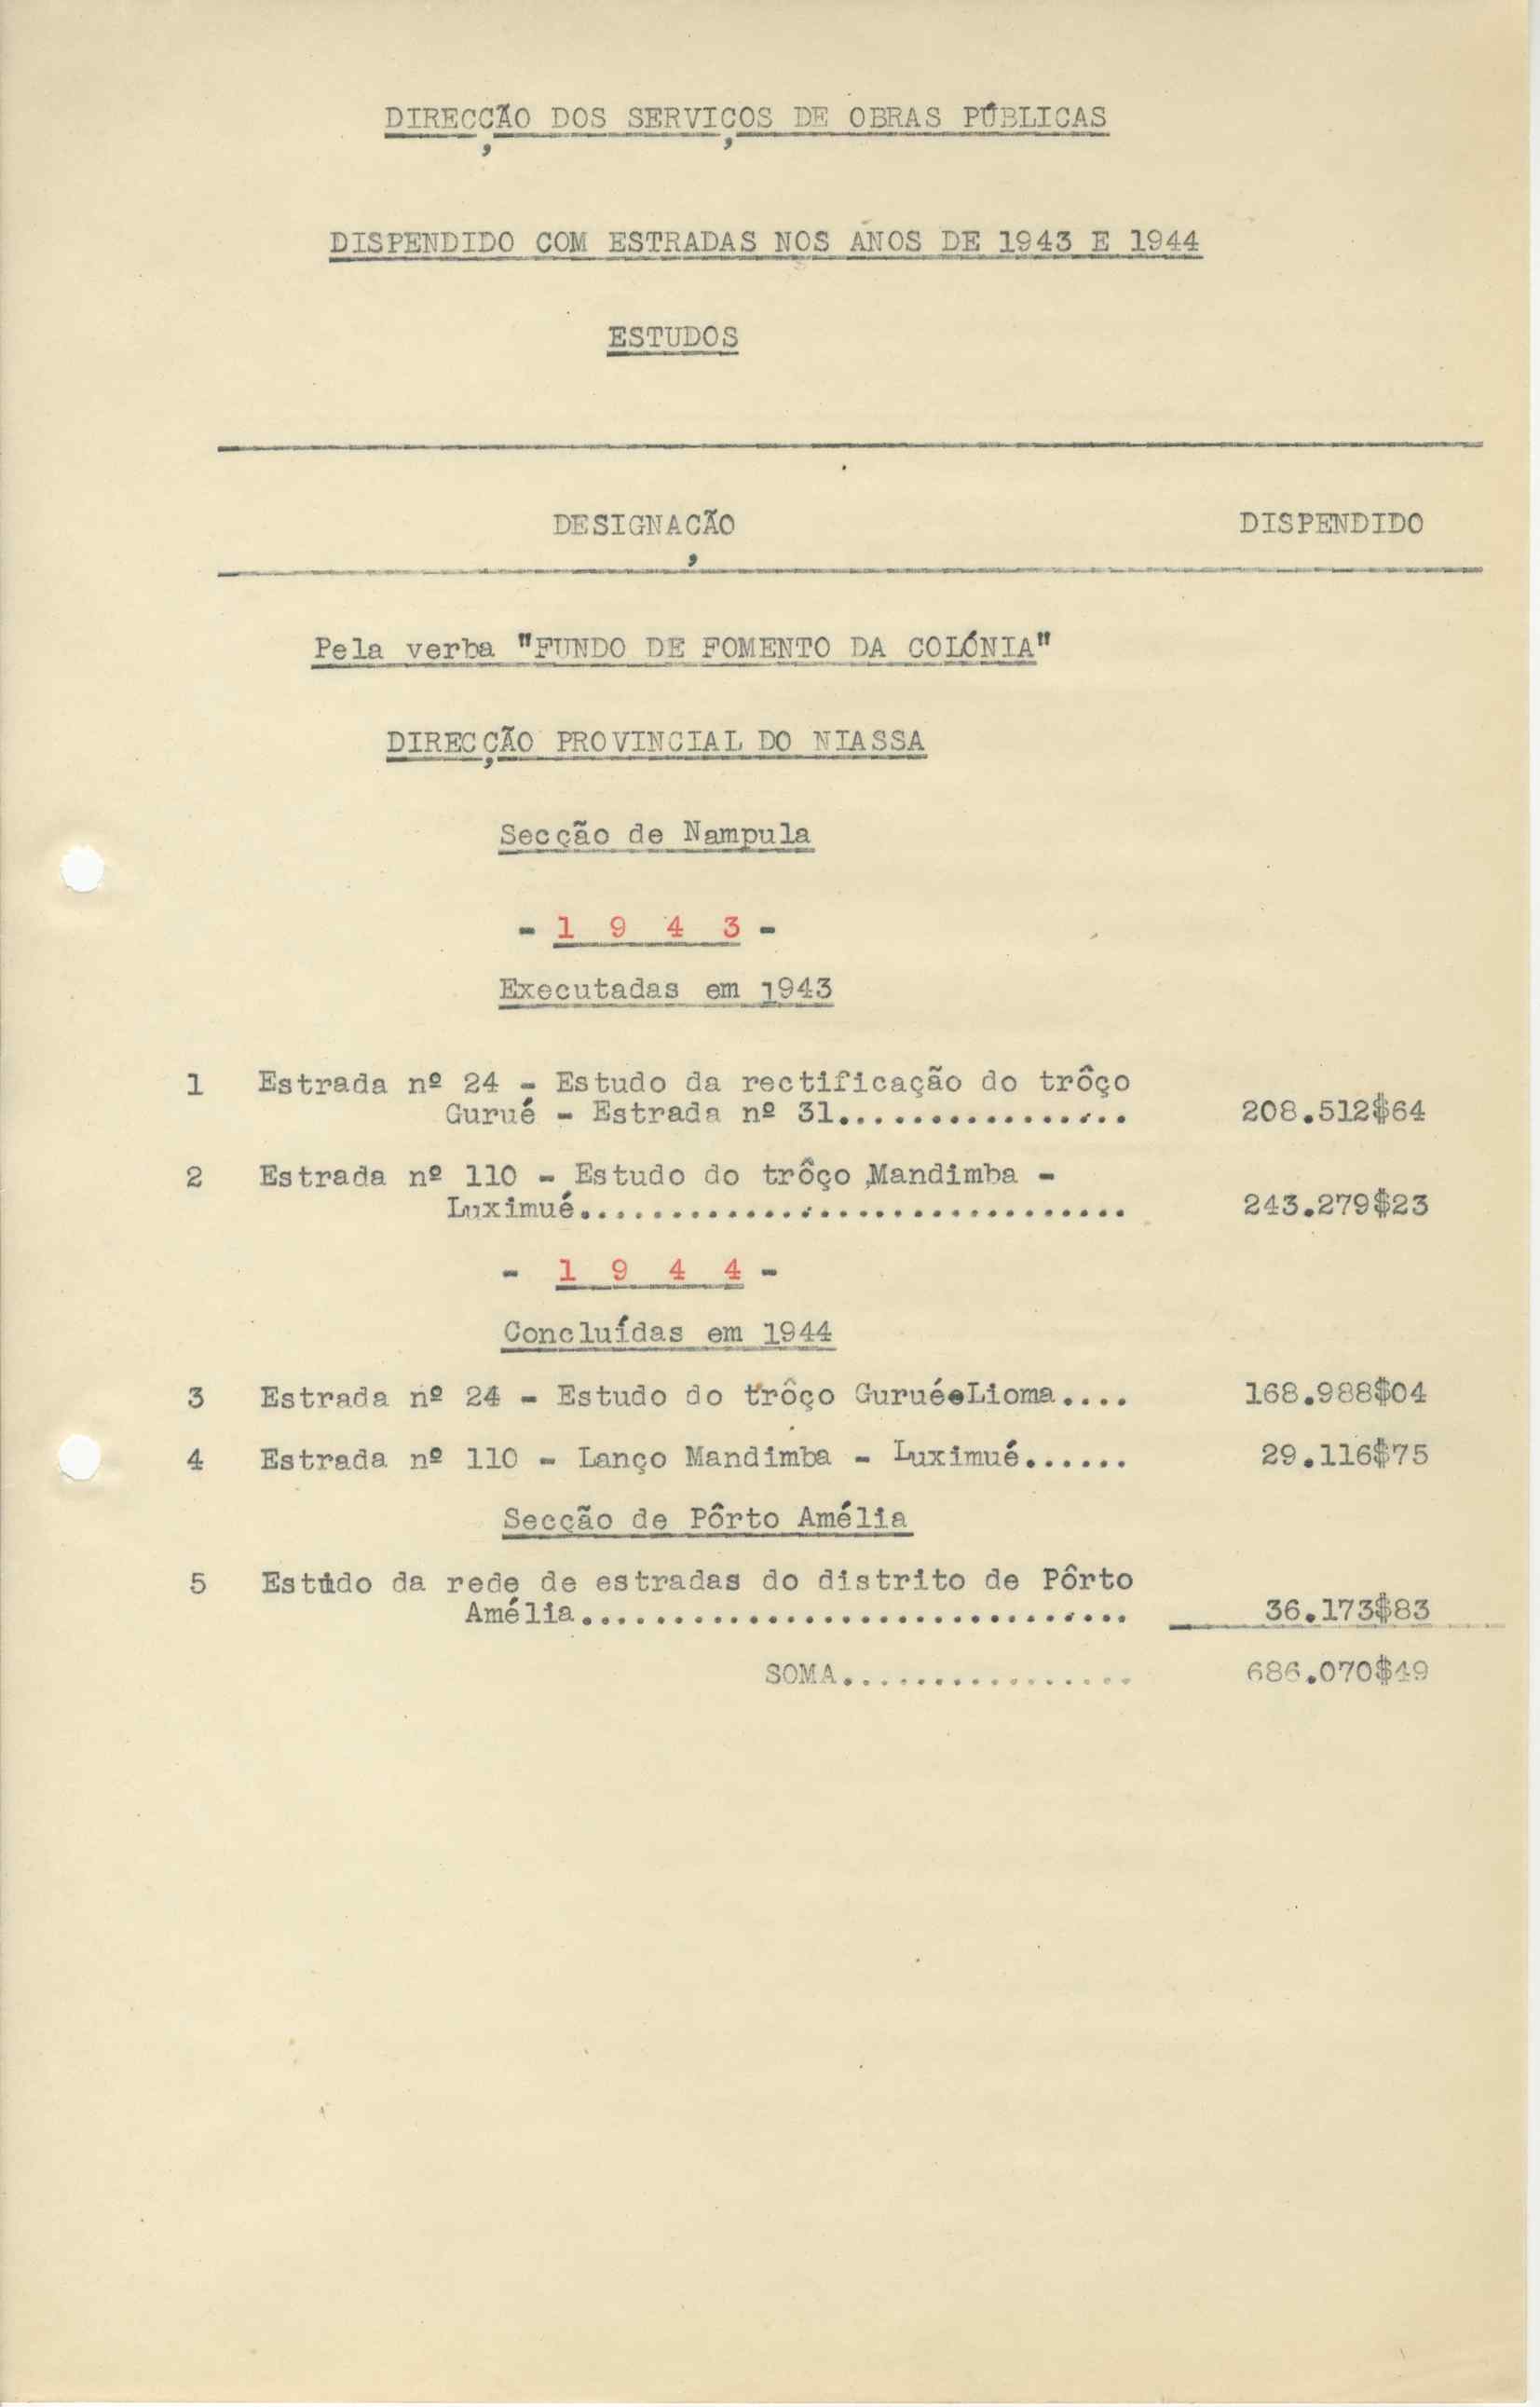 DIRECÇÃO DOS SERVIÇOS DE OBRAS PÚBLICAS
DISPENDIDO COM ESTRADAS NOS ANOS DE 1943 E 1944
ESTUDOS
DESIGNAÇÃO DISPENDIDO
Pela verba "FUNDO DE FOMENTO DA COLÓNIA"
DIRECÇÃO PROVINCIAL DO NIASSA
Secção de Nampula
- 1 9 4 3 -
Executadas em 1943
1 Estrada nº 24 - Estudo da rectificação do trôço
Gurué - Estrada nº 31................ 208.512$64
2 Estrada nº 110 - Estudo do trôço Mandimba -
Luximué.............................. 243.279$23
- 1 9 4 4 -
Concluídas em 1944
3 Estrada nº 24 - Estudo do trôço Gurué-Lioma.... 168.988$04
4 Estrada nº 110 - Lanço Mandimba - Luximué...... 29.116$75
Secção de Pôrto Amélia
5 Estudo da rede de estradas do distrito de Pôrto
Amélia.............................. 36.173$83
SOMA................ 686.070$49